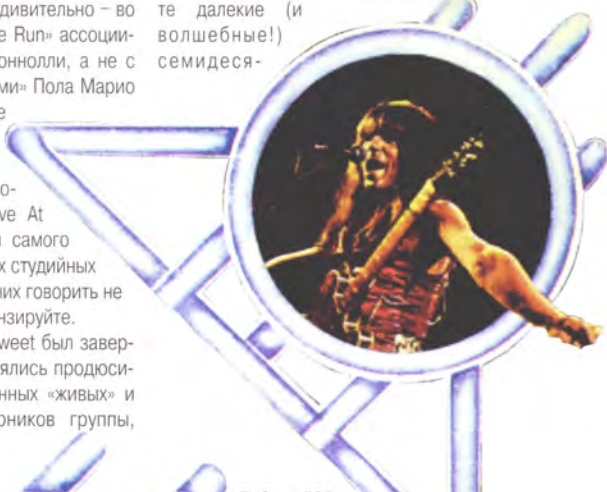 дивительно – во
e Run» ассоции-
оннолли, а не с
ми» Пола Марио
е
о-
ve At
самого
х студийных
них говорить не
нзируйте.
weet был завер-
ялись продюси-
нных «живых» и
рников группы,
те далекие (и
волшебные!)
семидеся-